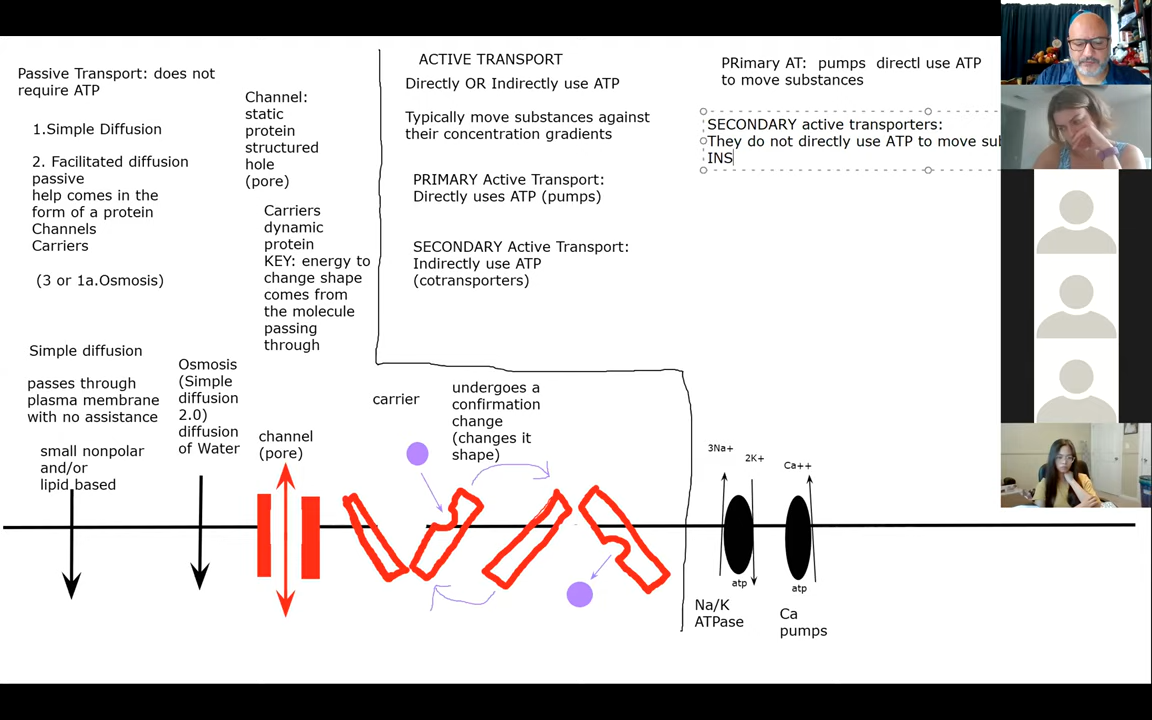 Passive Transport: does not
require ATP
1.Simple Diffusion
2. Facilitated diffusion
passive
help comes in the
form of a protein
Channels
Carriers
(3 or 1a.Osmosis)
Channel:
static
protein
structured
hole
(pore)
Carriers
dynamic
protein
KEY: energy to
change shape
comes from
the molecule
passing
through
ACTIVE TRANSPORT
Directly OR Indirectly use ATP
Typically move substances against
their concentration gradients
PRIMARY Active Transport:
Directly uses ATP (pumps)
SECONDARY Active Transport:
Indirectly use ATP
(cotransporters)
PRimary AT:  pumps  directl use ATP
to move substances
SECONDARY active transporters:
They do not directly use ATP to move sub
INS
Simple diffusion
passes through
plasma membrane
with no assistance
small nonpolar
and/or
lipid based
Osmosis
(Simple
diffusion
2.0)
diffusion
of Water
channel
(pore)
carrier
undergoes a
confirmation
change
(changes it
shape)
3Na+
2K+
Ca++
atp
atp
Na/K
ATPase
Ca
pumps